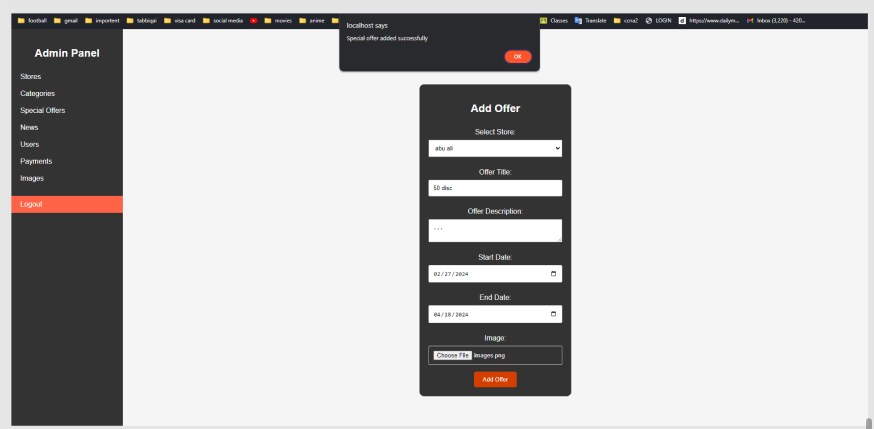 football gmail importent tabbiqai visa card social media movies anime Classes Translate ccna2 LOGIN https://www.dailym... Inbox (3,220) - 420...
localhost says
Special offer added successfully
OK
Admin Panel
Stores
Categories
Special Offers
News
Users
Payments
Images
Logout
Add Offer
Select Store:
abu ali
Offer Title:
50 disc
Offer Description:
...
Start Date:
02/27/2024
End Date:
04/18/2024
Image:
Choose File images.png
Add Offer